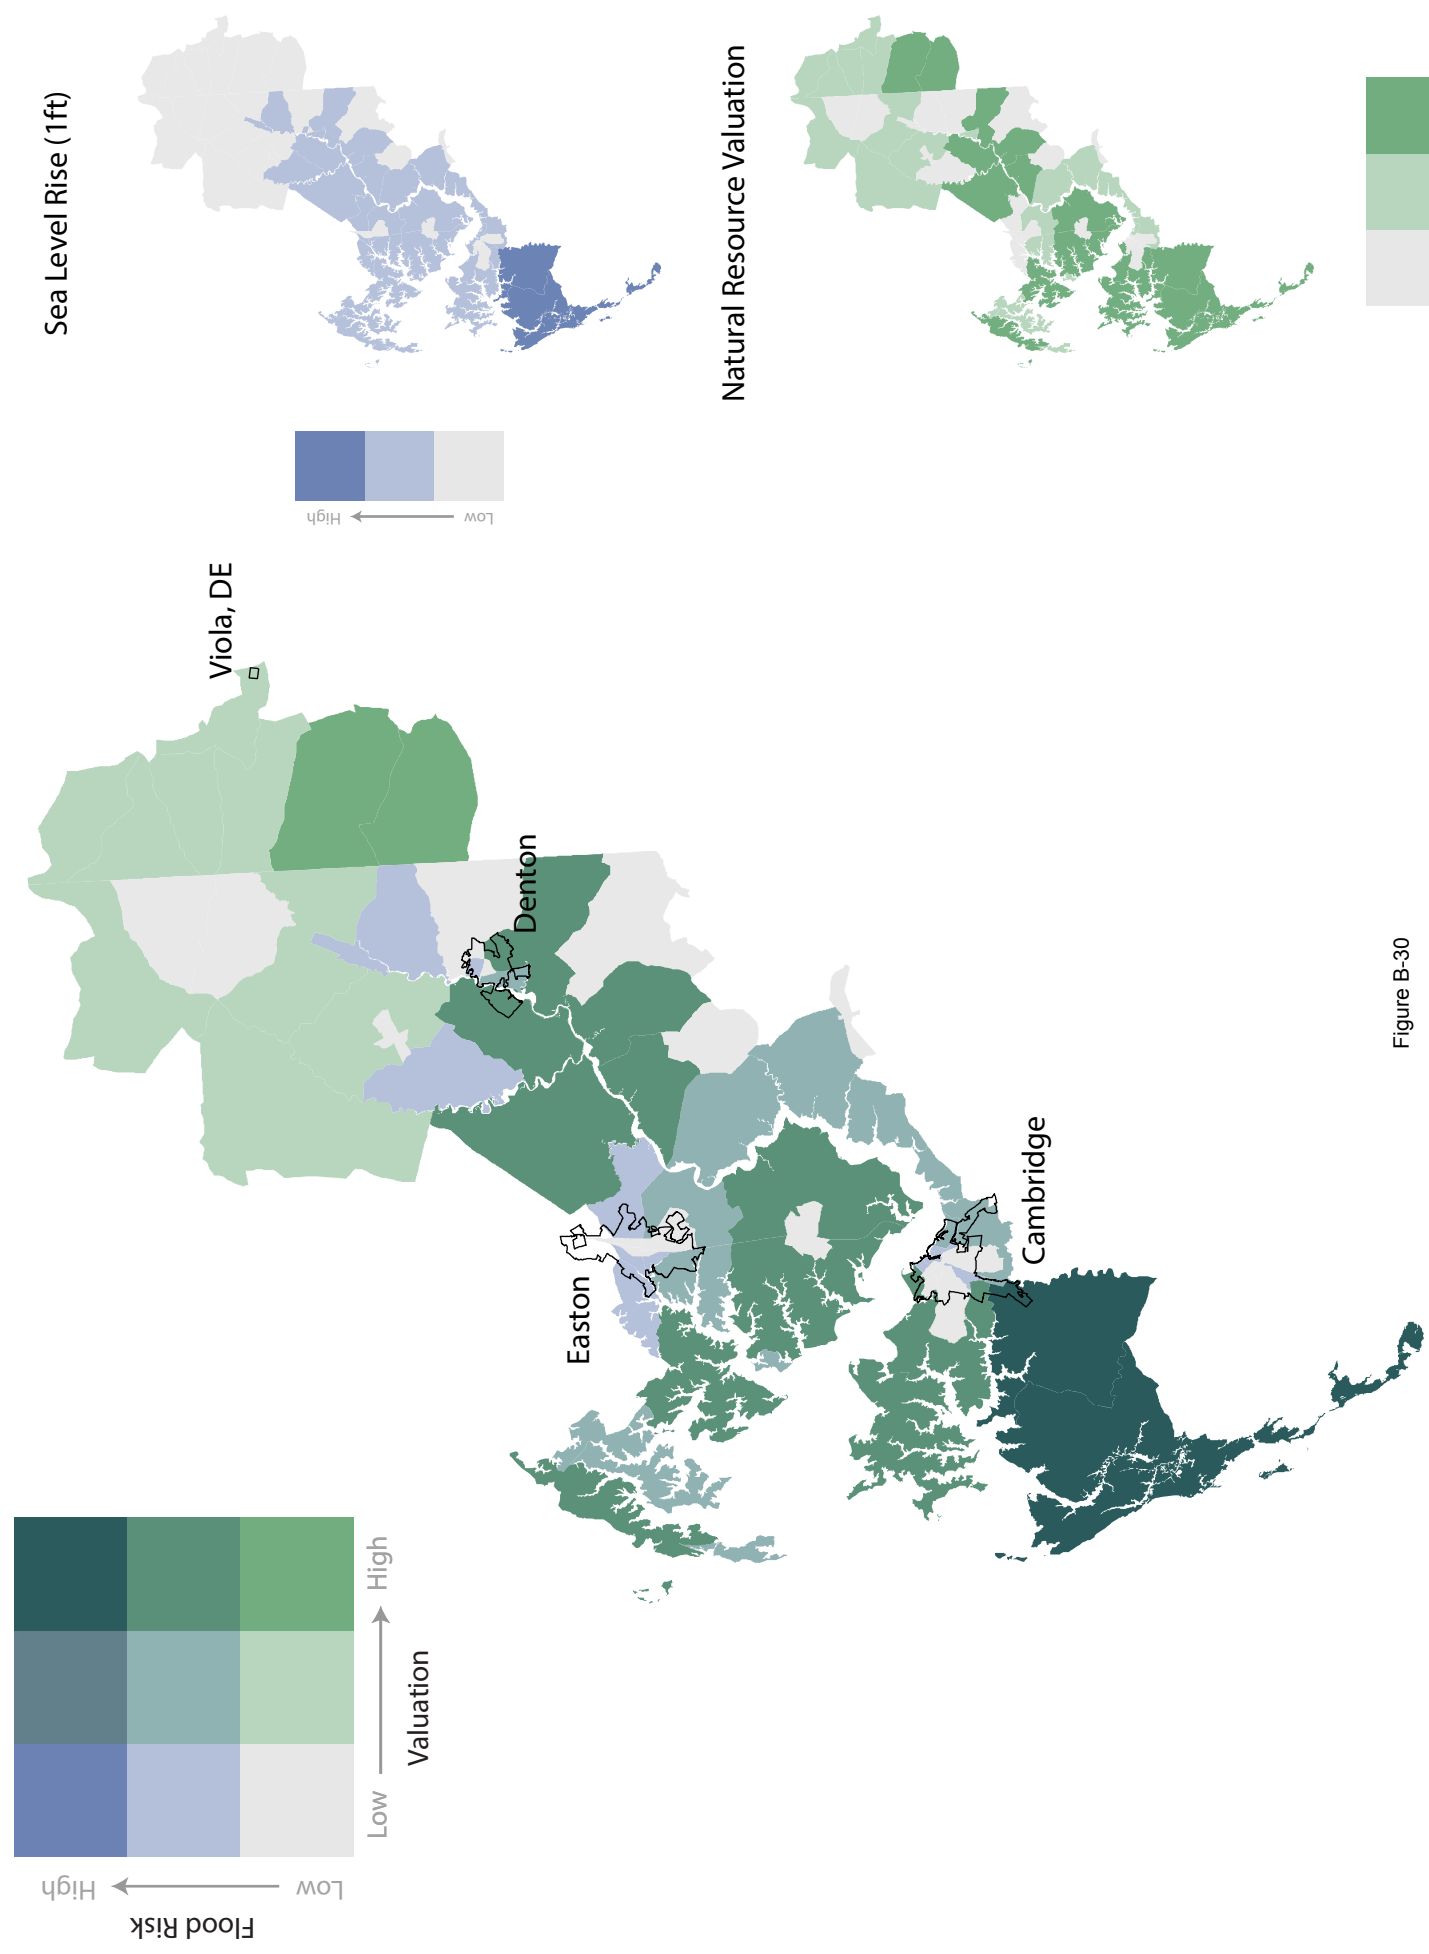 Flood Risk
High
Low
Low
High
Valuation
Easton
Cambridge
Denton
Viola, DE
High
Low
Sea Level Rise (1ft)
Natural Resource Valuation
Figure B-30